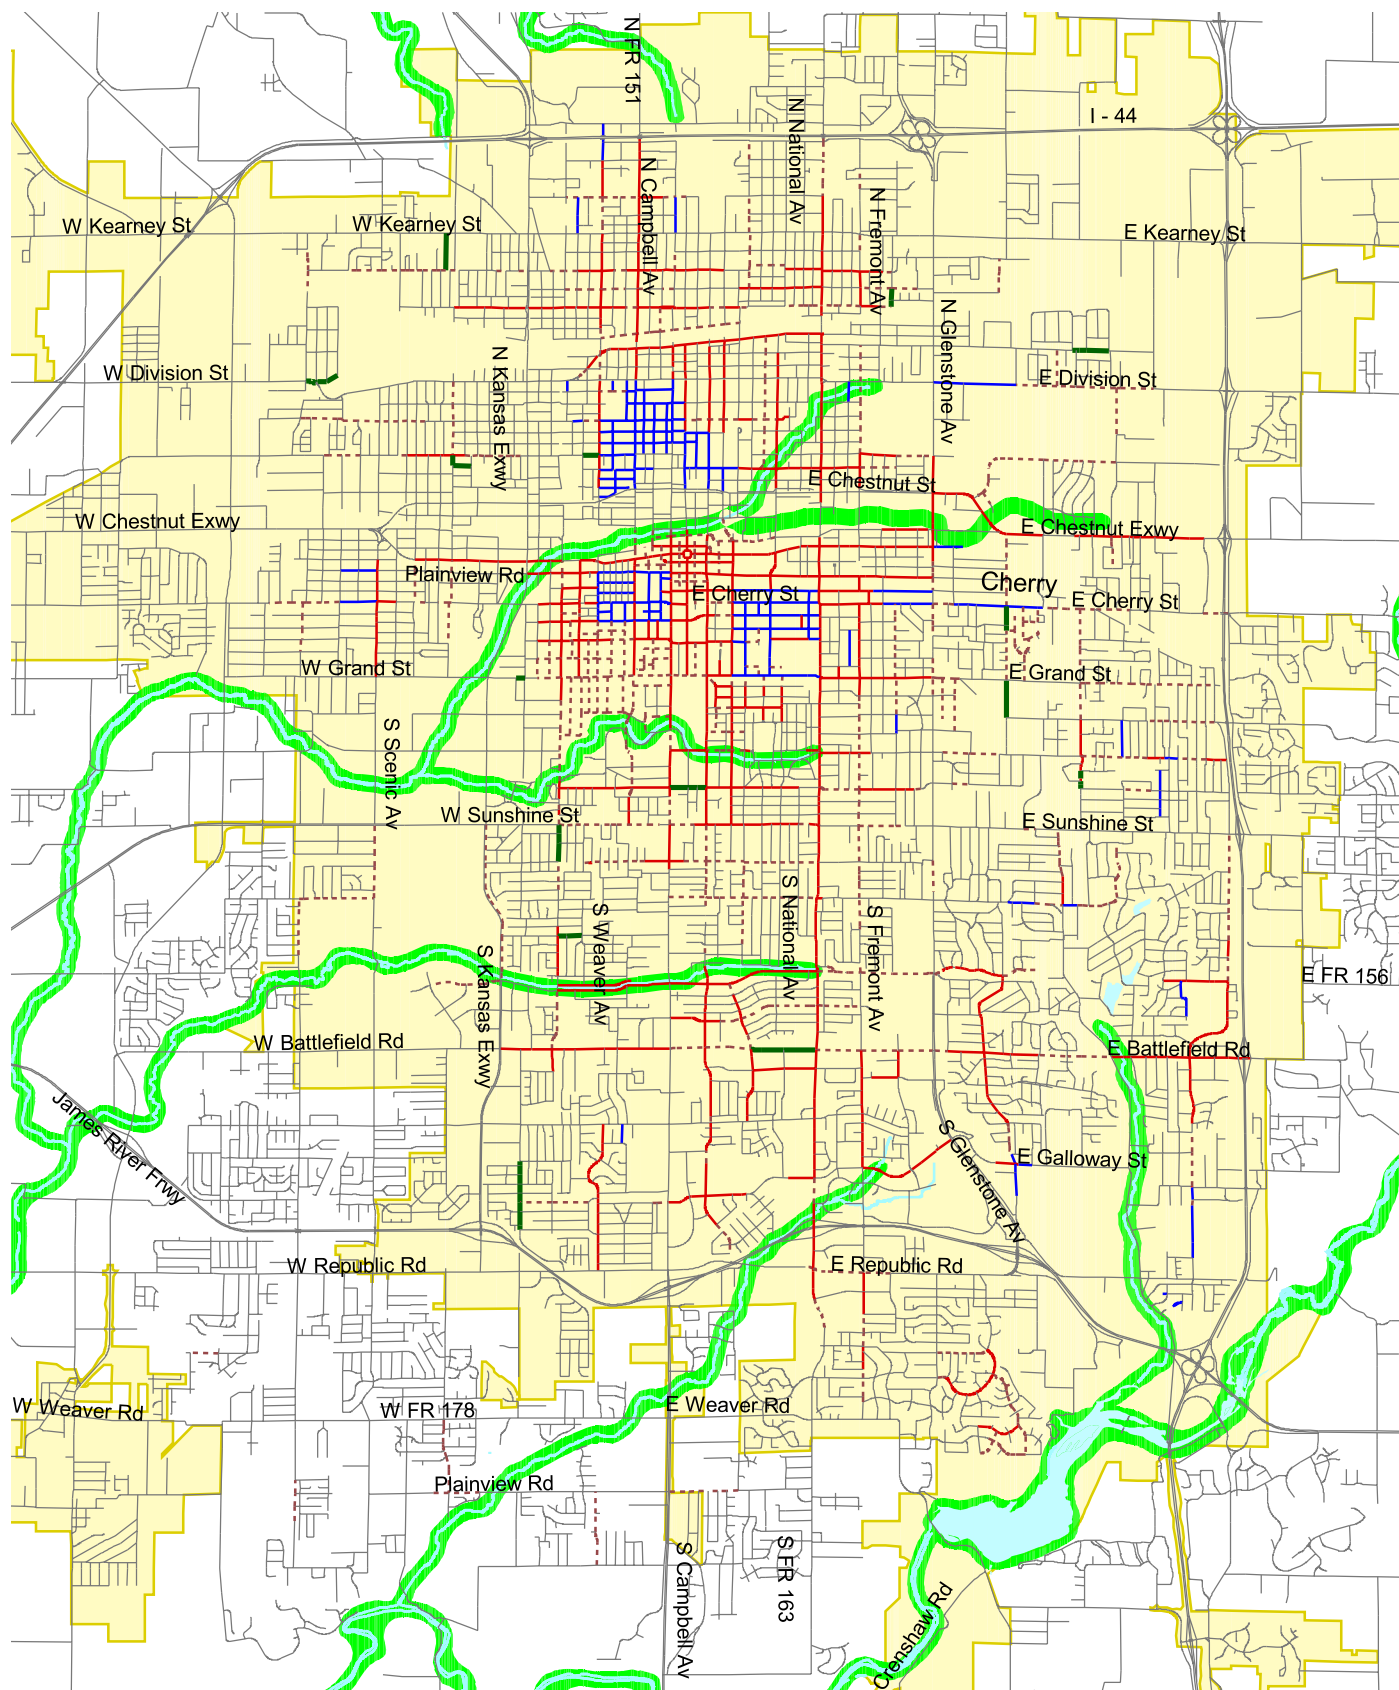 N FR 151
I - 44
N National Av
N Campbell Av
N Fremont Av
W Kearney St
W Kearney St
E Kearney St
N Glenstone Av
N Kansas Exwy
W Division St
E Division St
E Chestnut St
W Chestnut Exwy
E Chestnut Exwy
Plainview Rd
Cherry
E Cherry St
E Cherry St
W Grand St
E Grand St
S Scenic Av
W Sunshine St
E Sunshine St
S National Av
S Weaver Av
S Fremont Av
S Kansas Exwy
E FR 156
W Battlefield Rd
E Battlefield Rd
James River Frwy
S Glenstone Av
E Galloway St
W Republic Rd
E Republic Rd
W Weaver Rd
W FR 178
E Weaver Rd
Plainview Rd
S Campbell Av
S FR 163
Crenshaw Rd